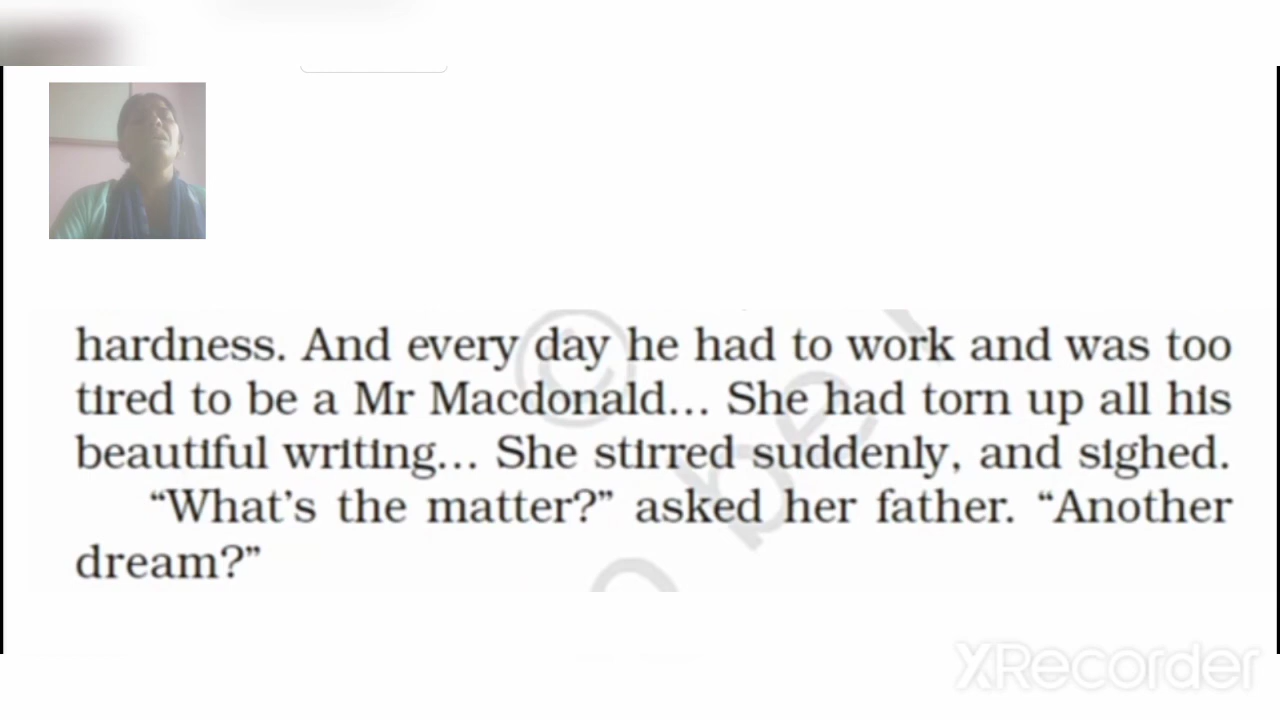 hardness. And every day he had to work and was too
tired to be a Mr Macdonald... She had torn up all his
beautiful writing... She stirred suddenly, and sighed.
“What’s the matter?” asked her father. “Another
dream?”
XRecorder